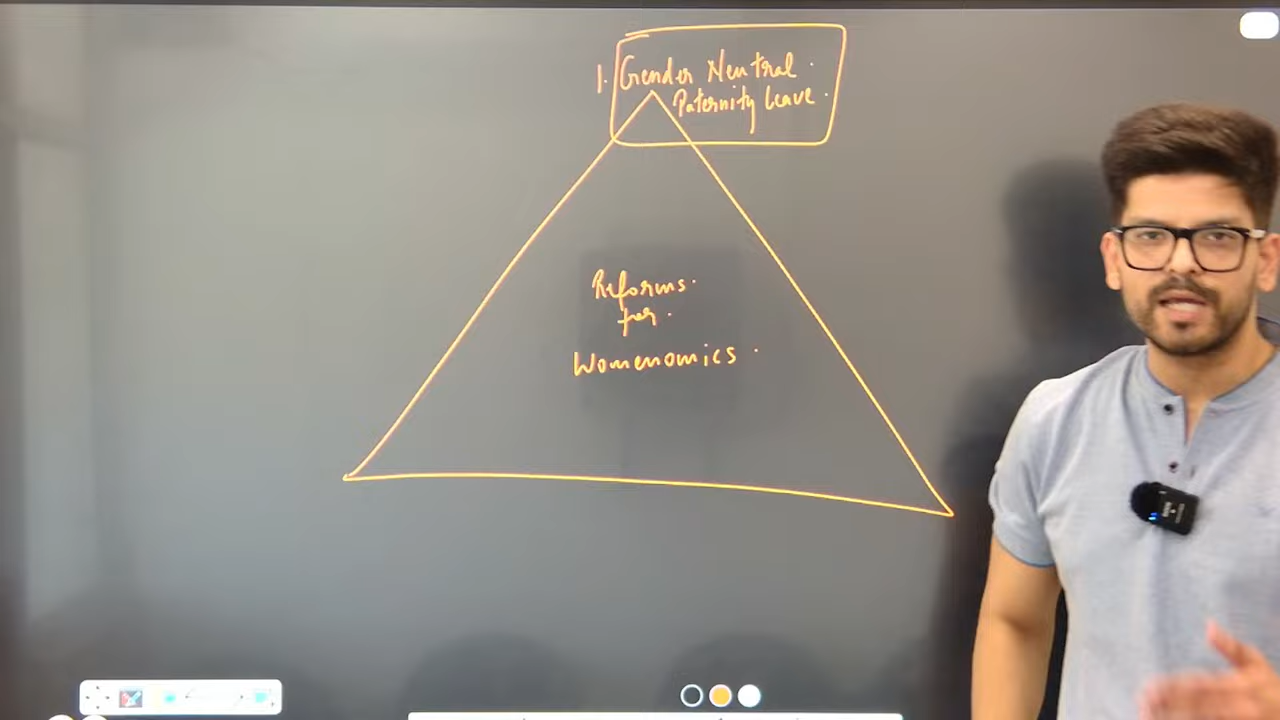 1. Gender Neutral.
Paternity leave.
Reforms.
for.
Womenomics.